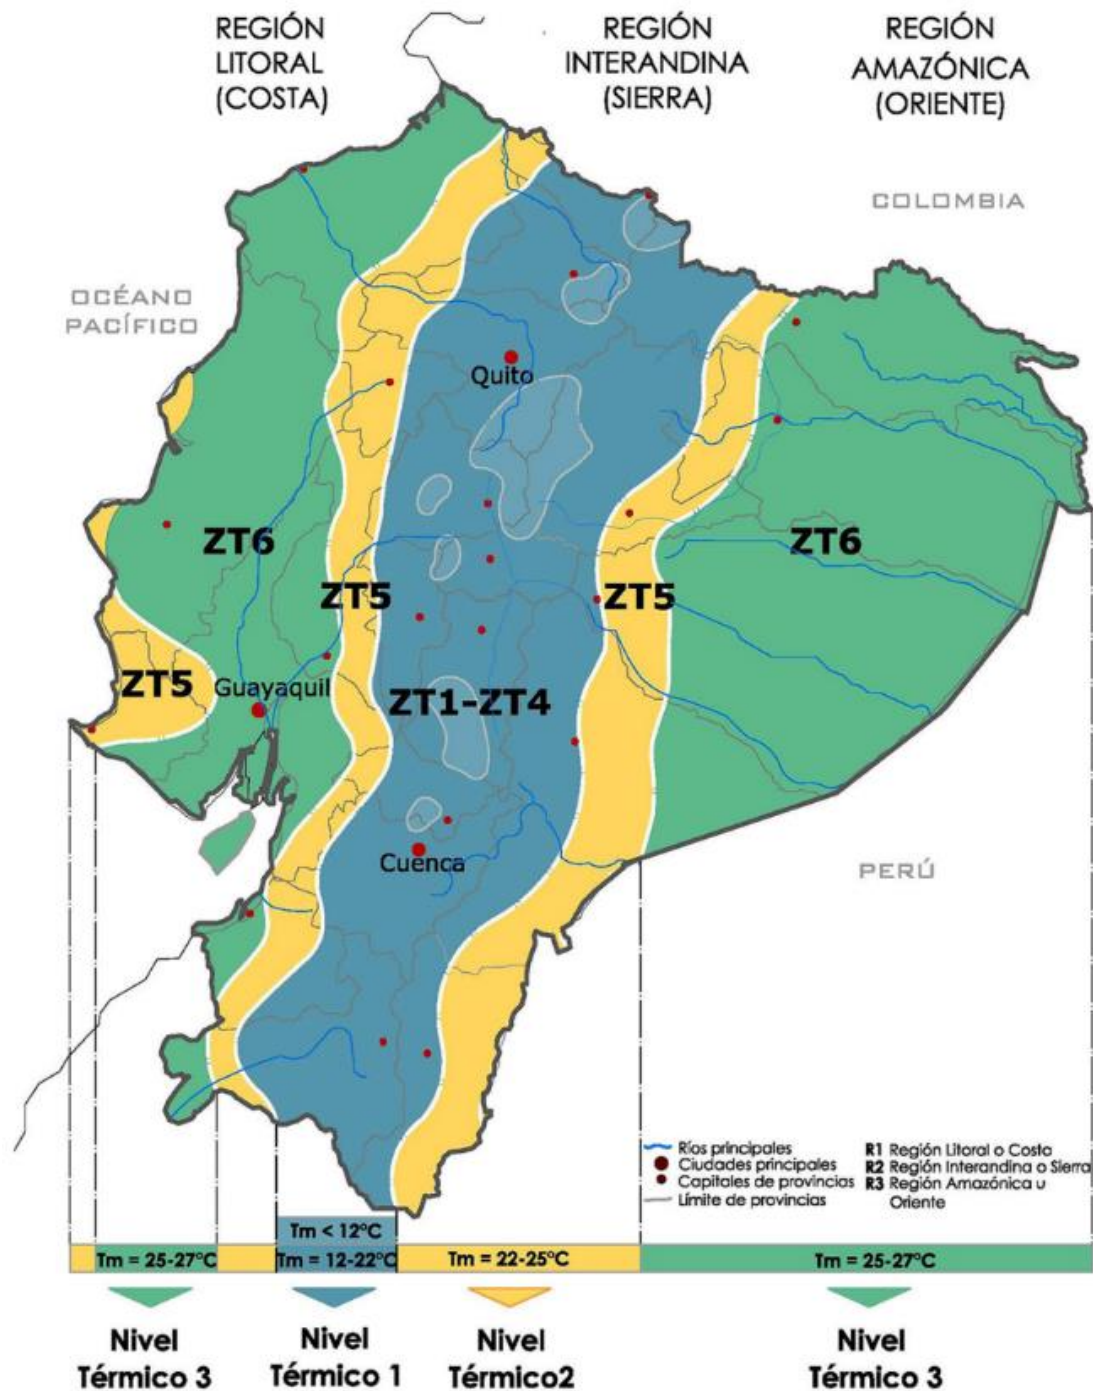 REGIÓN
LITORAL
(COSTA)
REGIÓN
INTERANDINA
(SIERRA)
REGIÓN
AMAZÓNICA
(ORIENTE)
COLOMBIA
OCÉANO
PACÍFICO
Quito
ZT6
ZT6
ZT5
ZT5
ZT5
Guayaquil
ZT1-ZT4
Cuenca
PERÚ
Ríos principales
Ciudades principales
Capitales de provincias
Límite de provincias
R1 Región Litoral o Costo
R2 Región Interandina o Sierra
R3 Región Amazónica u
Oriente
Tm < 12°C
Tm = 25-27°C
Tm = 12-22°C
Tm = 22-25°C
Tm = 25-27°C
Nivel
Térmico 3
Nivel
Térmico 1
Nivel
Térmico2
Nivel
Térmico 3